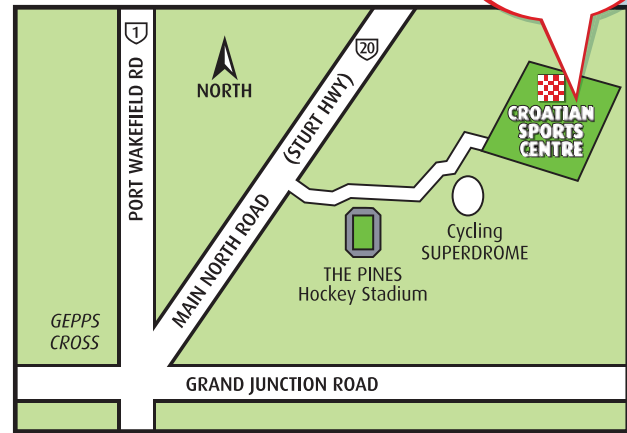 1
20
NORTH
PORT WAKEFIELD RD
(STURT HWY)
MAIN NORTH ROAD
CROATIAN
SPORTS
CENTRE
Cycling
SUPERDROME
THE PINES
Hockey Stadium
GEPPS
CROSS
GRAND JUNCTION ROAD